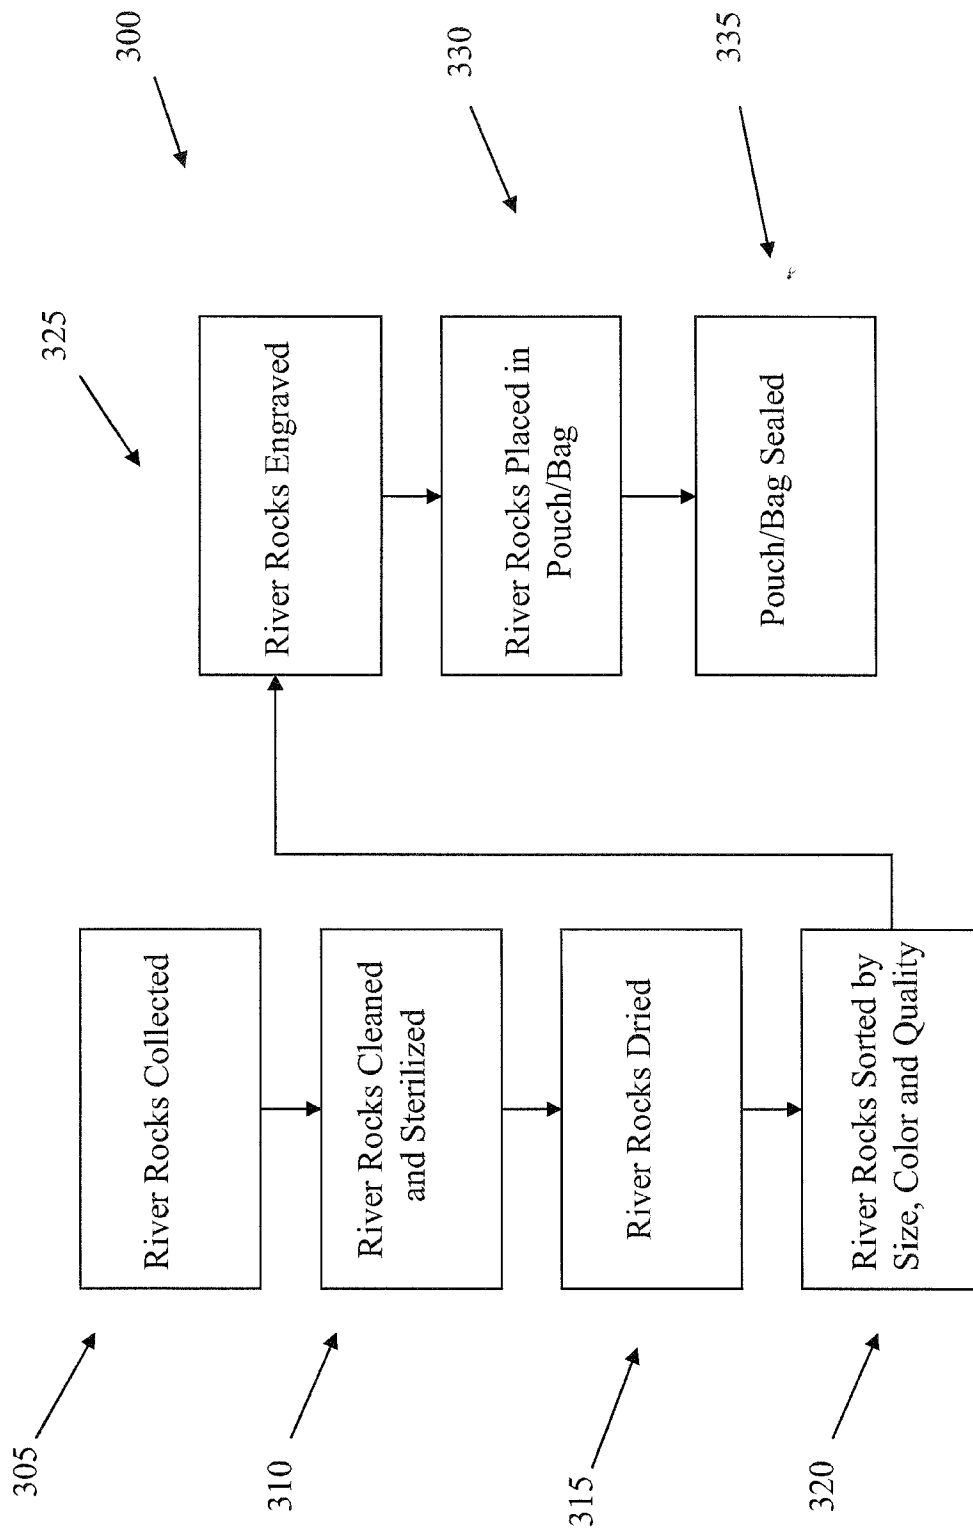 300
305
River Rocks Collected
310
River Rocks Cleaned
and Sterilized
315
River Rocks Dried
320
River Rocks Sorted by
Size, Color and Quality
325
River Rocks Engraved
330
River Rocks Placed in
Pouch/Bag
335
Pouch/Bag Sealed